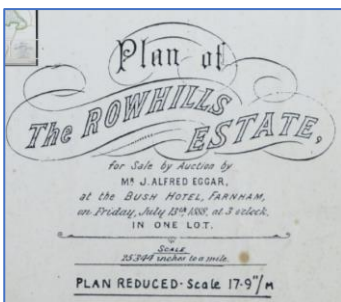 Plan of
The ROWHILLS
ESTATE,
for Sale by Auction by
MR J. ALFRED EGGAR,
at the BUSH HOTEL, FARNHAM,
on Friday, July 13th 1888, at 3 o'clock,
IN ONE LOT.
SCALE
25·344 inches to a mile.
PLAN REDUCED · Scale 17·9"/M